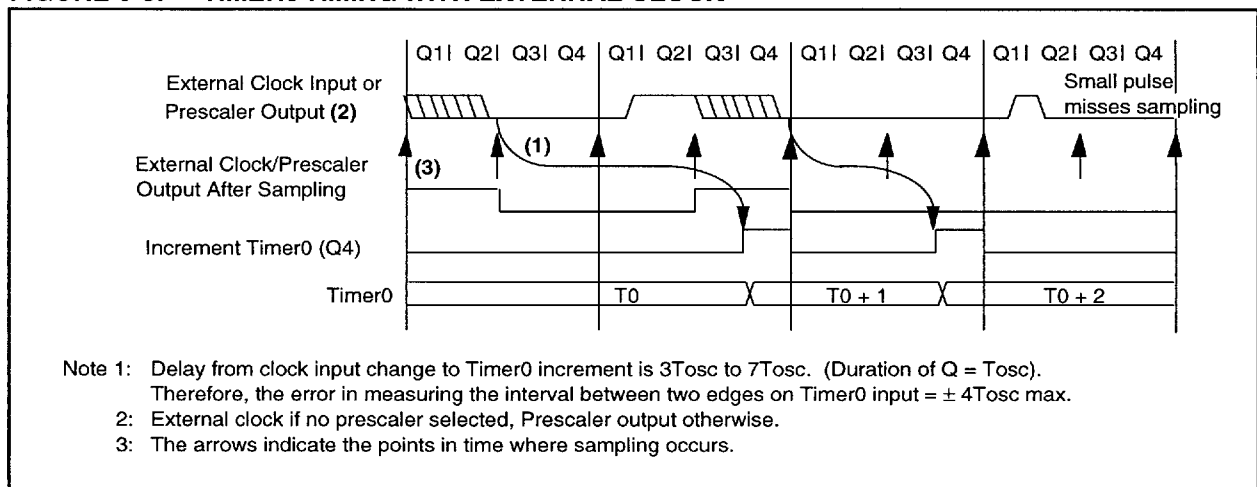 Q1| Q2| Q3| Q4 Q1| Q2| Q3| Q4 Q1| Q2| Q3| Q4 Q1| Q2| Q3| Q4
External Clock Input or
Prescaler Output (2)
Small pulse
misses sampling
(1)
(3)
External Clock/Prescaler
Output After Sampling
Increment Timer0 (Q4)
Timer0 T0 T0 + 1 T0 + 2
Note 1: Delay from clock input change to Timer0 increment is 3Tosc to 7Tosc. (Duration of Q = Tosc).
Therefore, the error in measuring the interval between two edges on Timer0 input = ± 4Tosc max.
2: External clock if no prescaler selected, Prescaler output otherwise.
3: The arrows indicate the points in time where sampling occurs.